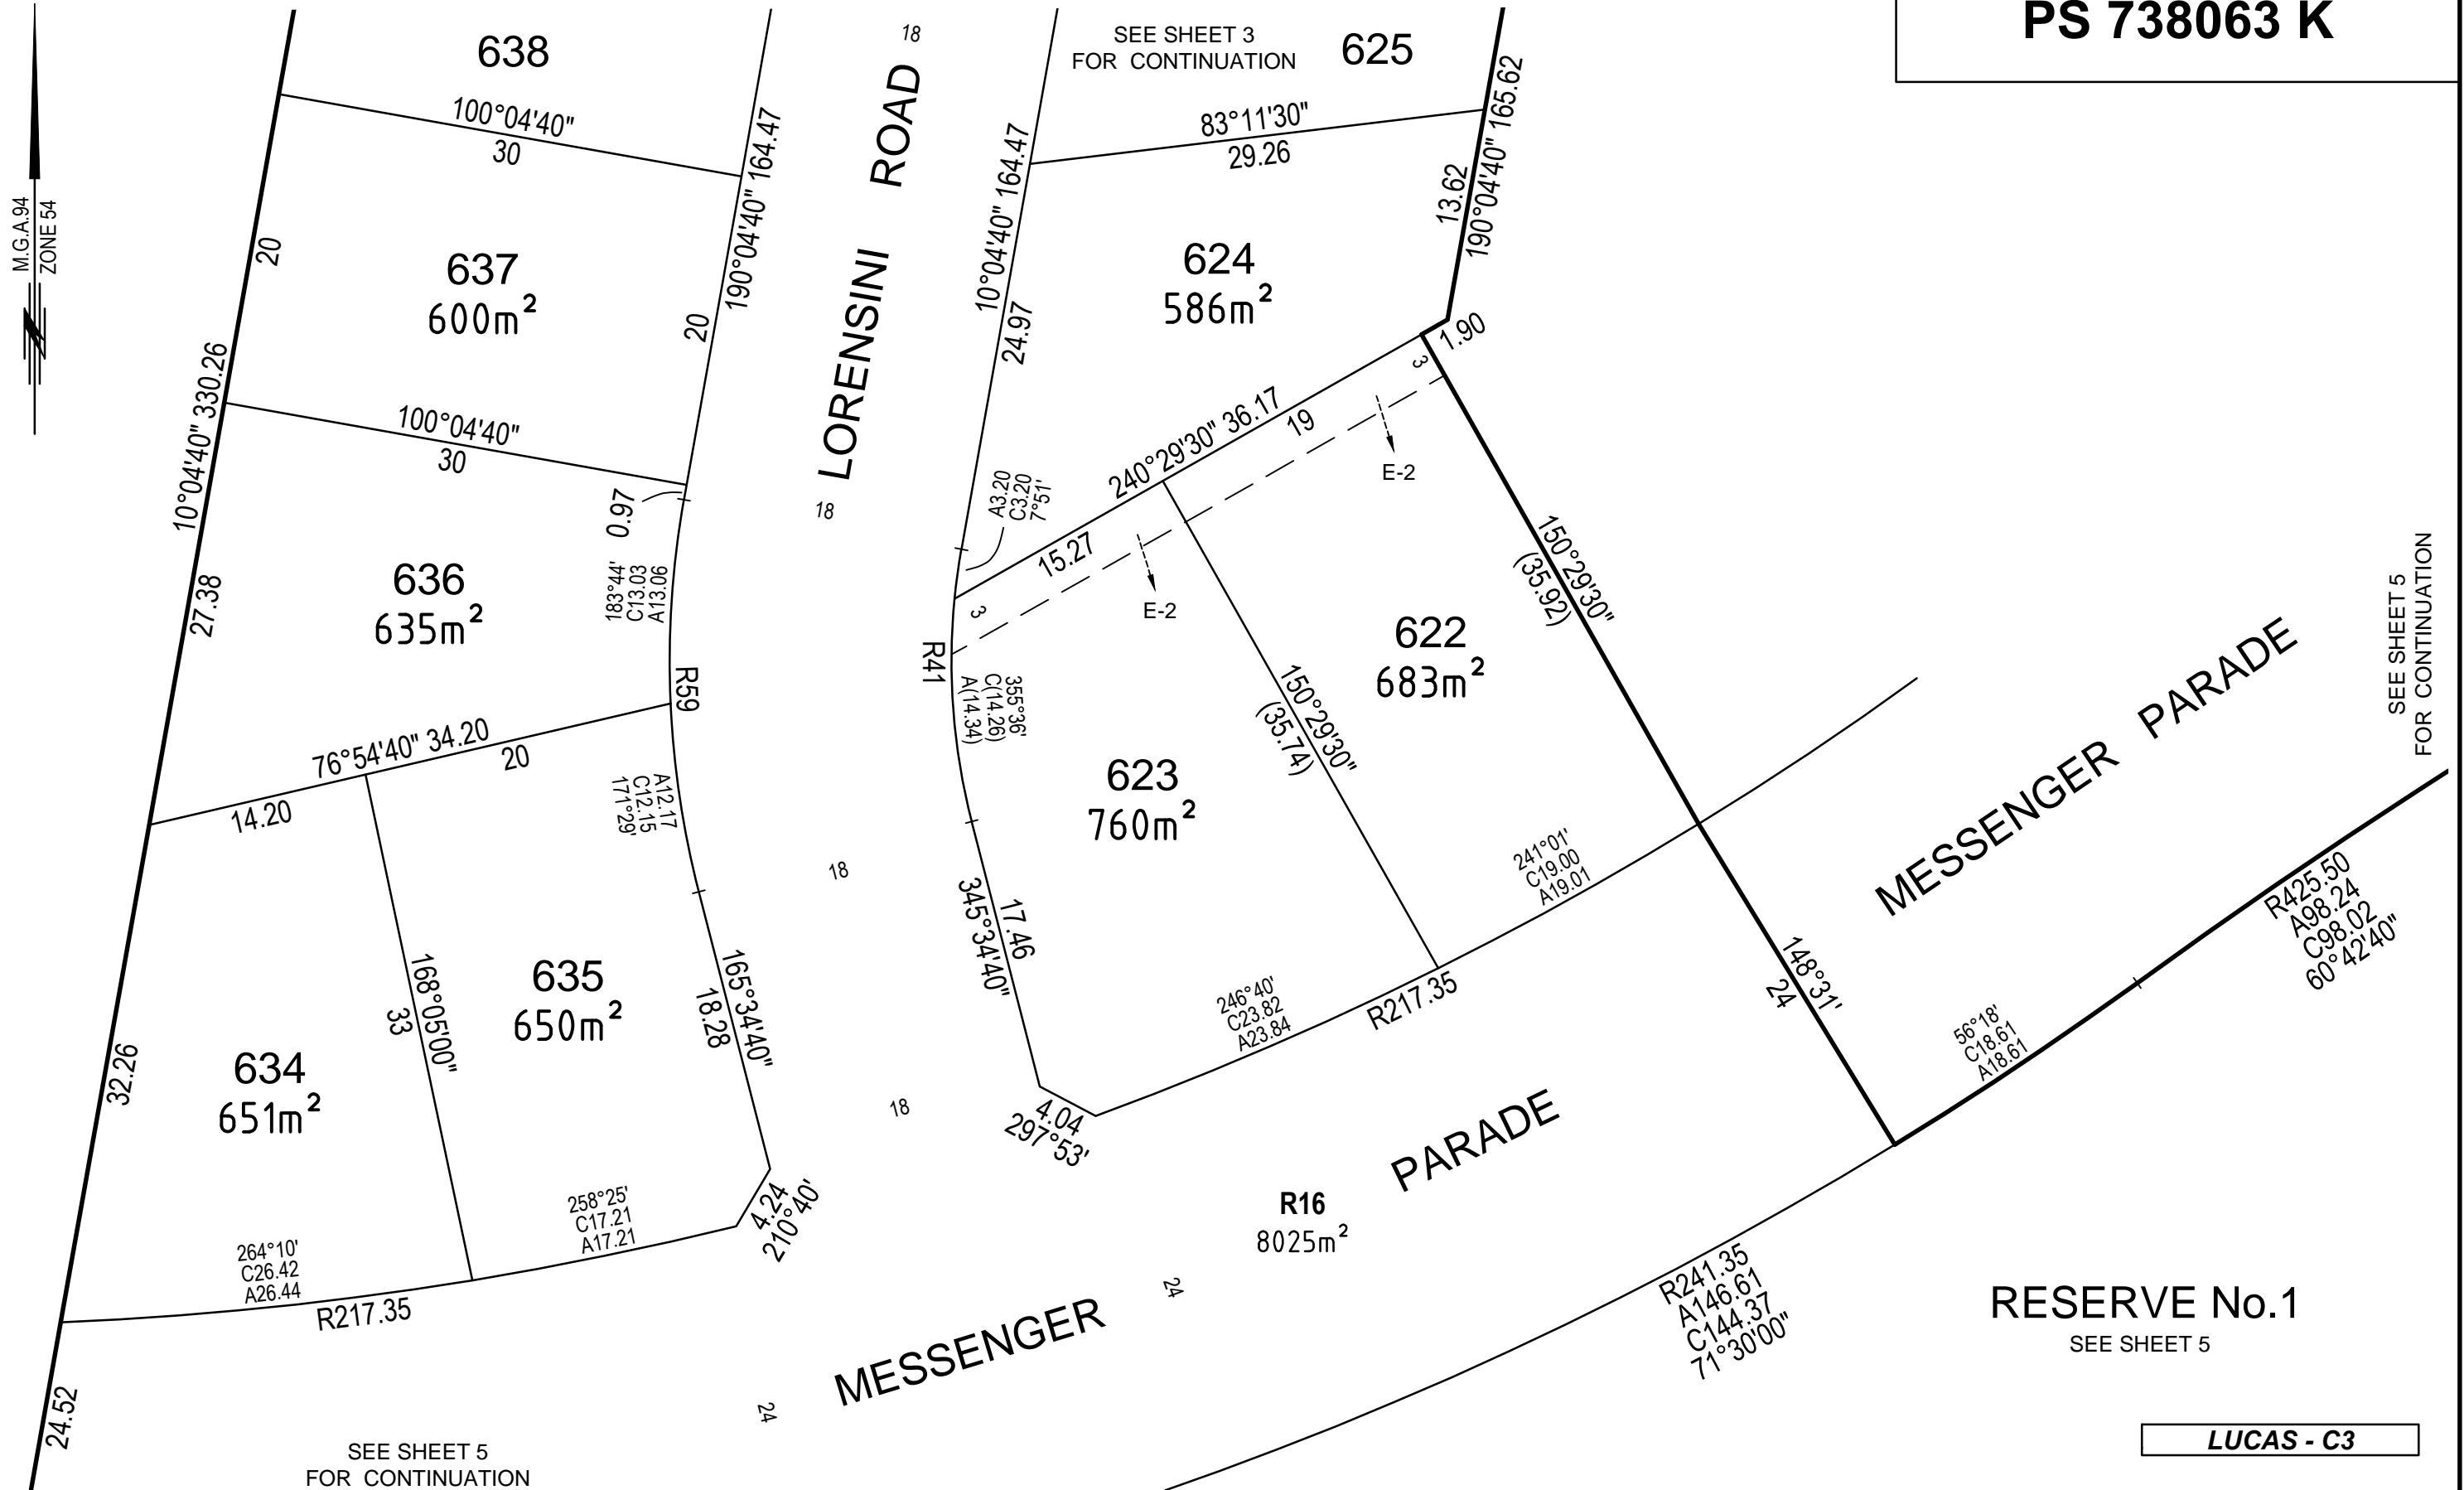 PS 738063 K
M.G.A.94
ZONE 54
638
100°04'40"
30
190°04'40" 164.47
18
LORENSINI ROAD
SEE SHEET 3
FOR CONTINUATION
625
10°04'40" 164.47
83°11'30"
29.26
190°04'40" 165.62
13.62
20
637
600m²
20
10°04'40" 330.26
100°04'40"
30
624
586m²
24.97
1.90
3
240°29'30" 36.17
19
E-2
18
0.97
A3.20
C3.20
7°51'
15.27
3
E-2
27.38
636
635m²
183°44'
C13.03
A13.06
R59
R41
355°36'
C(14.26)
A(14.34)
150°29'30"
(35.92)
622
683m²
150°29'30"
(35.74)
623
760m²
SEE SHEET 5
FOR CONTINUATION
MESSENGER PARADE
76°54'40" 34.20
20
14.20
A12.17
C12.15
171°29'
18
17.46
345°34'40"
241°01'
C19.00
A19.01
R425.50
A98.24
C98.02
60°42'40"
148°31'
24
168°05'00"
33
635
650m²
165°34'40"
18.28
246°40'
C23.82
A23.84
R217.35
56°18'
C18.61
A18.61
32.26
634
651m²
18
4.04
297°53'
4.24
210°40'
258°25'
C17.21
A17.21
264°10'
C26.42
A26.44
R217.35
R16
8025m²
MESSENGER PARADE
24
24
R241.35
A146.61
C144.37
71°30'00"
RESERVE No.1
SEE SHEET 5
24.52
SEE SHEET 5
FOR CONTINUATION
LUCAS - C3